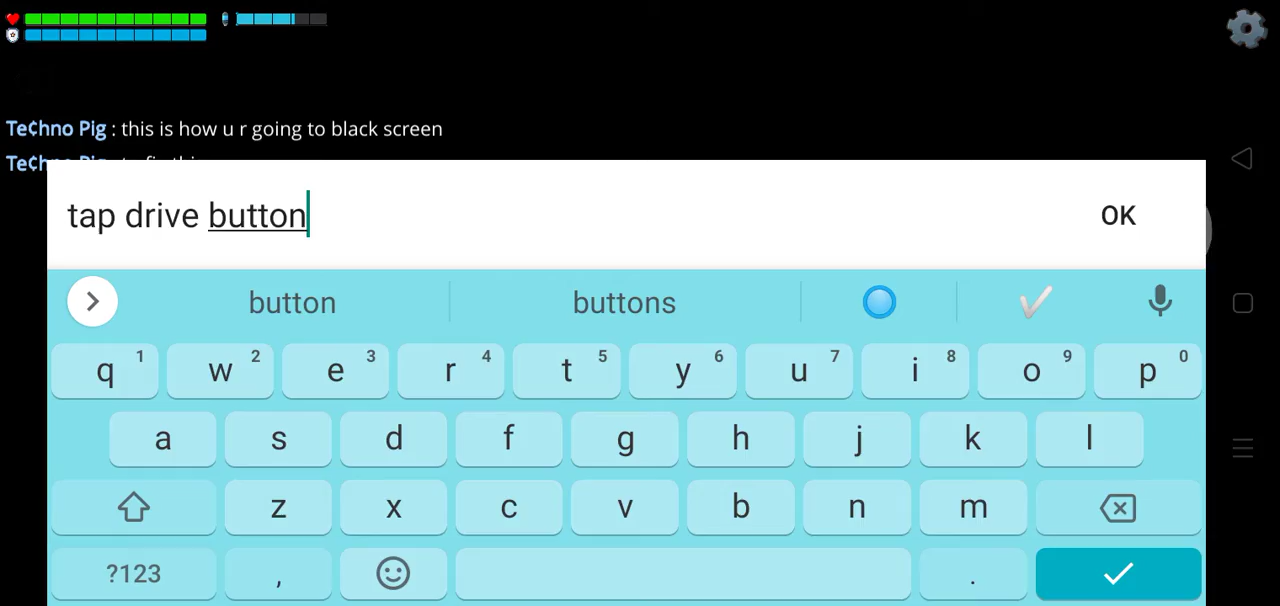 Te¢hno Pig : this is how u r going to black screen
tap drive button
OK
button buttons
q 1 w 2 e 3 r 4 t 5 y 6 u 7 i 8 o 9 p 0
a s d f g h j k l
z x c v b n m
?123 , .